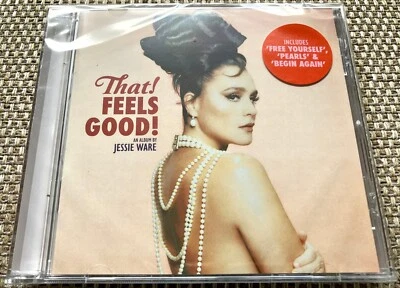 That!
FEELS
GOOD!
AN ALBUM BY
JESSIE WARE
INCLUDES
'FREE YOURSELF',
'PEARLS' &
'BEGIN AGAIN'